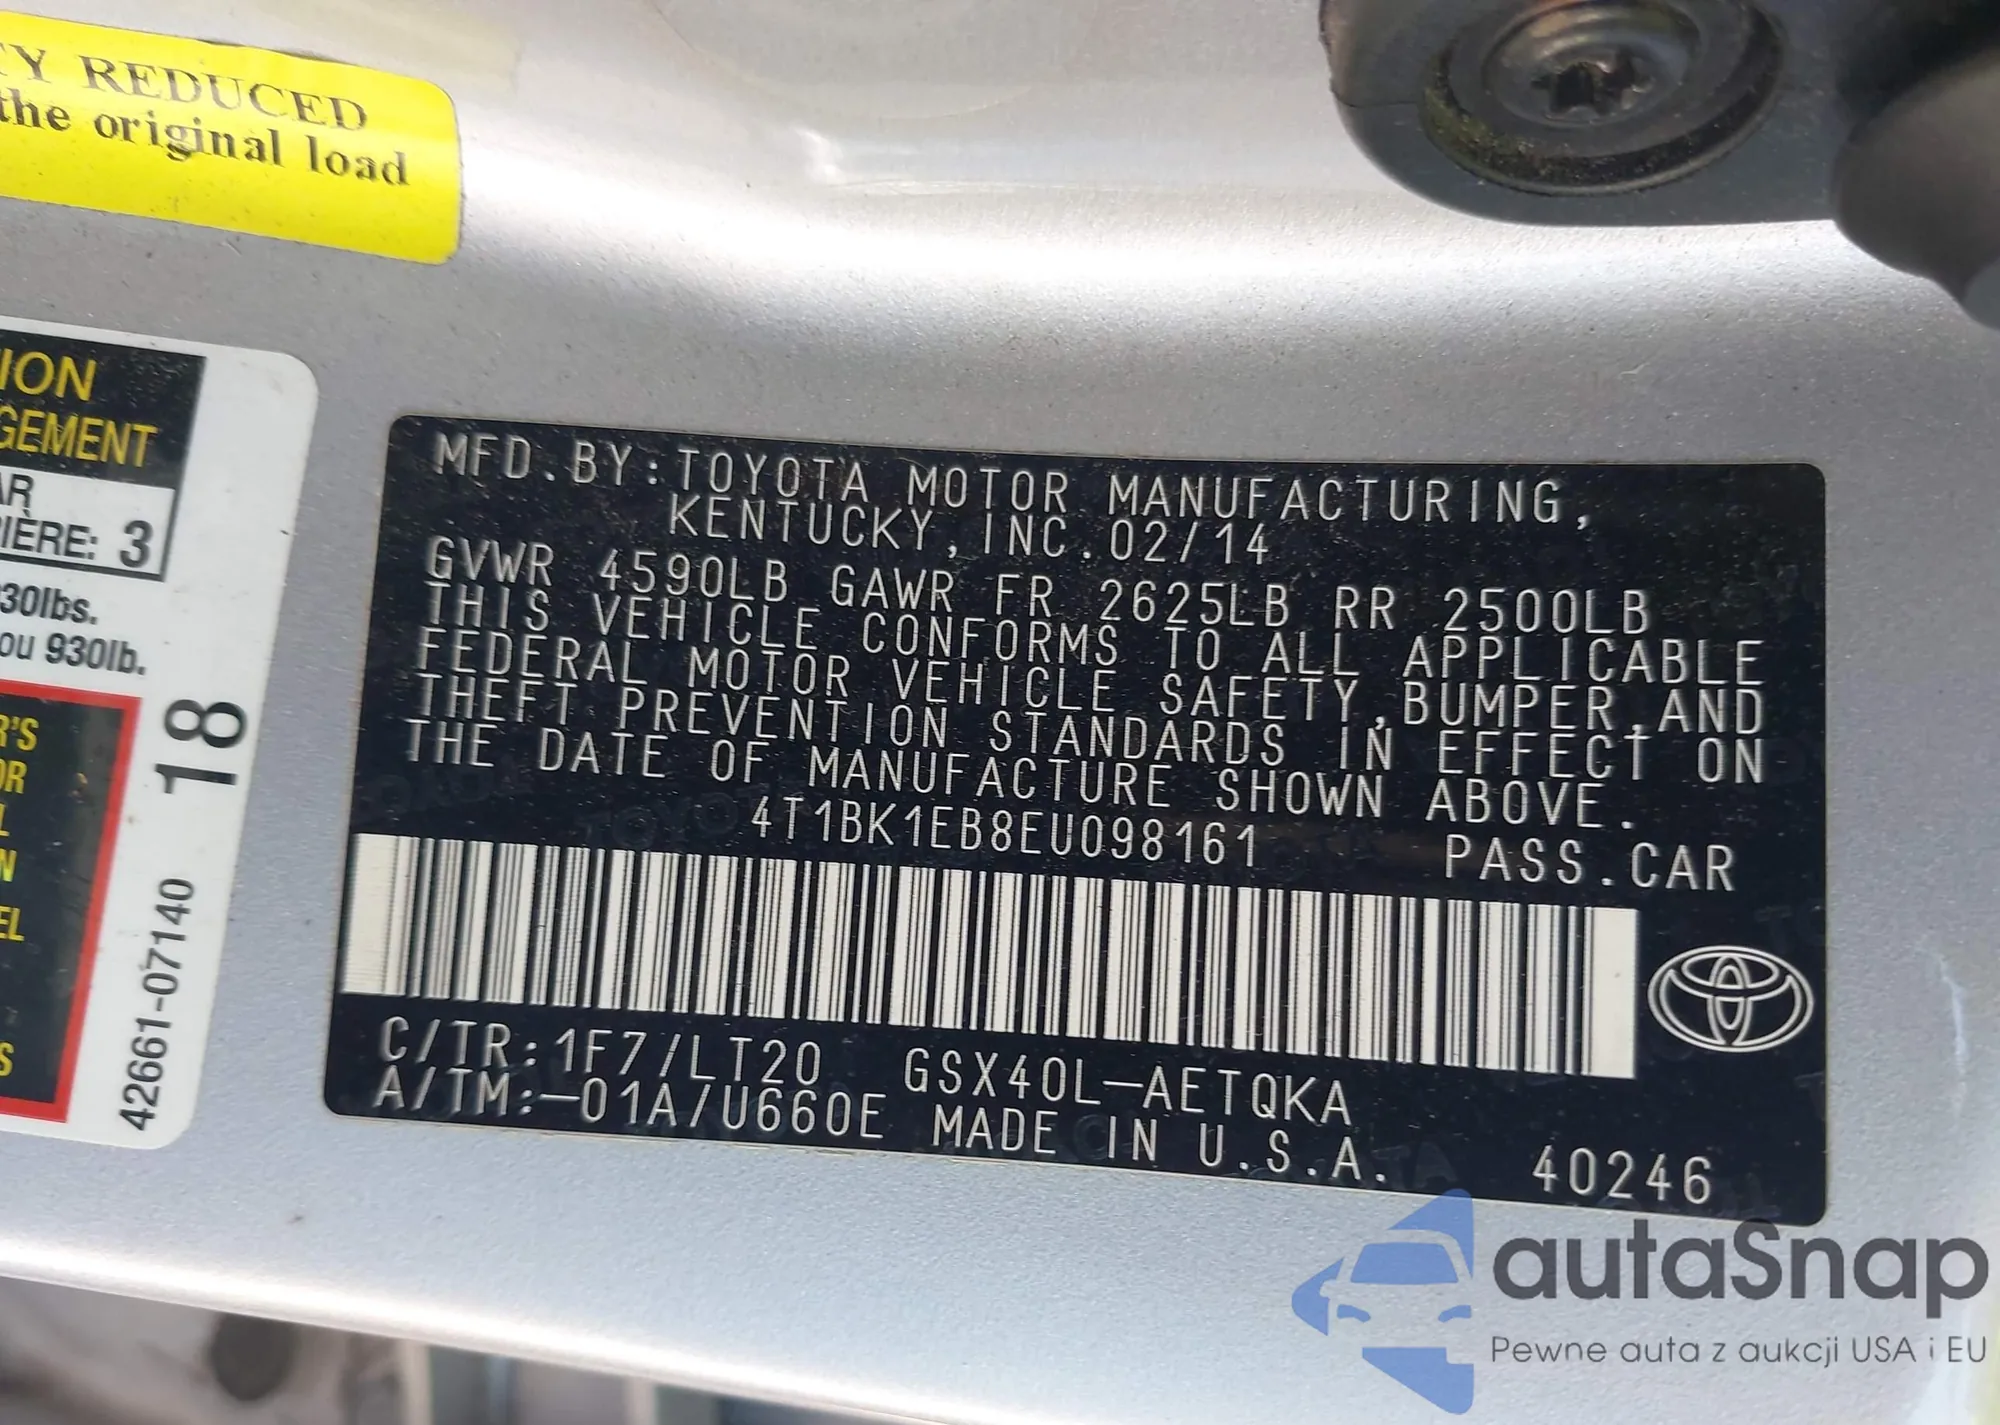 TY REDUCED
the original load
ION
GEMENT
AR
IÈRE: 3
930lbs.
ou 930lb.
R'S
OR
L
N
EL
S
18
42661-07140
MFD.BY:TOYOTA MOTOR MANUFACTURING,
KENTUCKY,INC.02/14
GVWR 4590LB GAWR FR 2625LB RR 2500LB
THIS VEHICLE CONFORMS TO ALL APPLICABLE
FEDERAL MOTOR VEHICLE SAFETY,BUMPER,AND
THEFT PREVENTION STANDARDS IN EFFECT ON
THE DATE OF MANUFACTURE SHOWN ABOVE.
4T1BK1EB8EU098161 PASS.CAR
C/TR:1F7/LT20 GSX40L-AETQKA
A/TM:-01A/U660E MADE IN U.S.A. 40246
autaSnap
Pewne auta z aukcji USA i EU